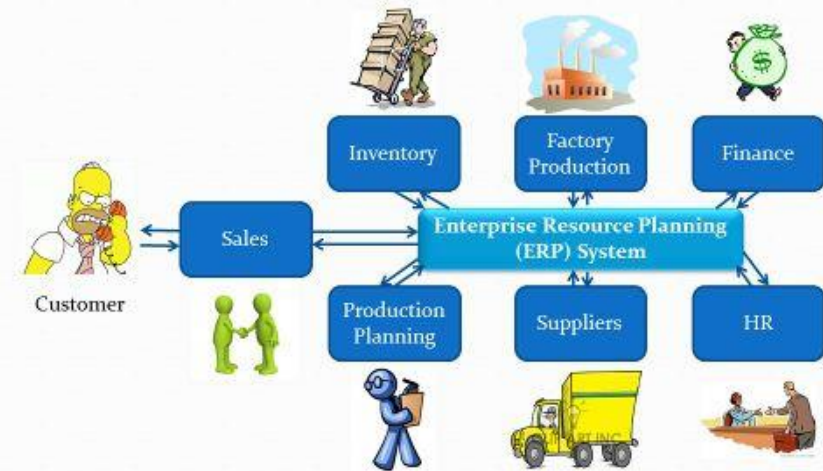 Inventory
Factory
Production
Finance
Customer
Sales
Enterprise Resource Planning
(ERP) System
Production
Planning
Suppliers
HR